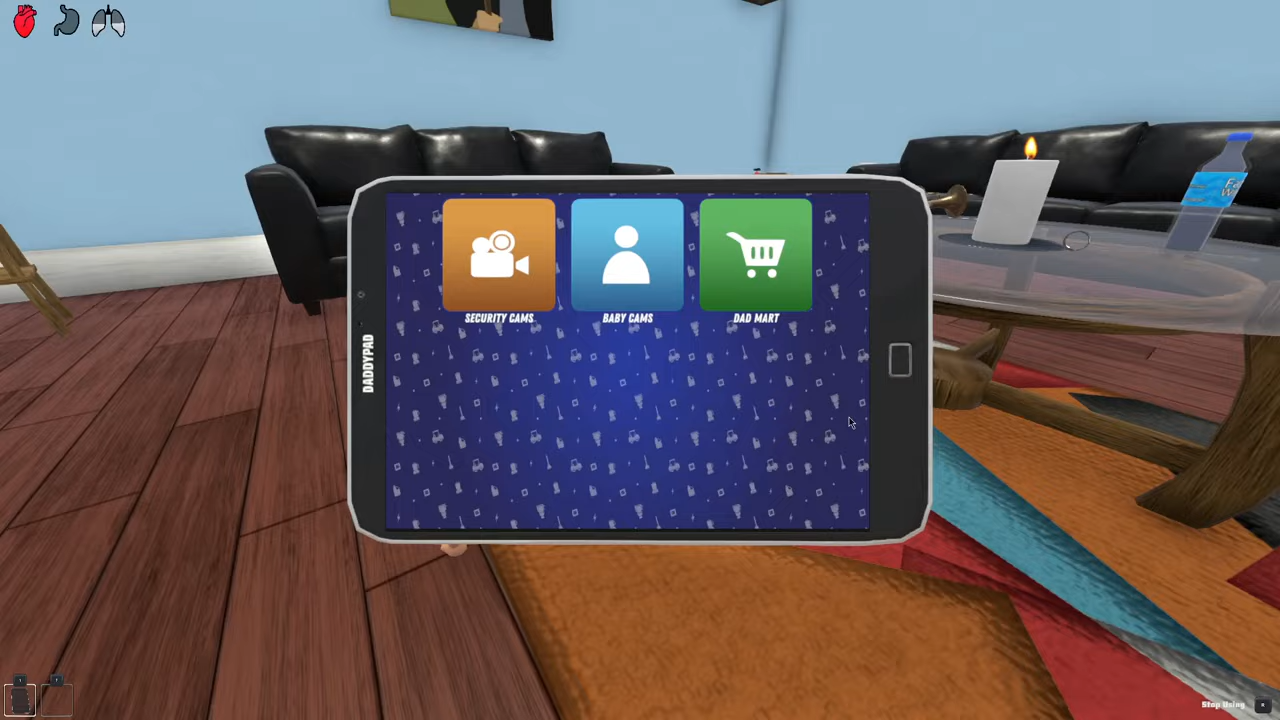 SECURITY CAMS
BABY CAMS
DAD MART
DADDYPAD
Stop Using